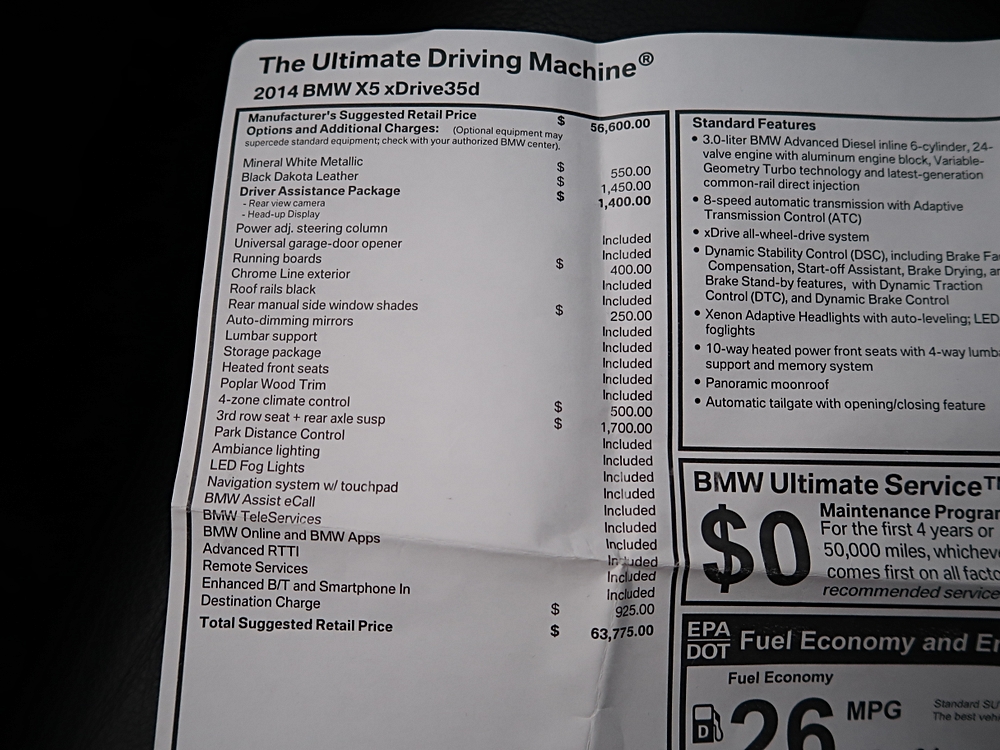 The Ultimate Driving Machine®
2014 BMW X5 xDrive35d
Manufacturer's Suggested Retail Price $ 56,600.00
Options and Additional Charges: (Optional equipment may
supercede standard equipment; check with your authorized BMW center).
Mineral White Metallic $ 550.00
Black Dakota Leather $ 1,450.00
Driver Assistance Package $ 1,400.00
- Rear view camera
- Head-up Display
Power adj. steering column Included
Universal garage-door opener Included
Running boards $ 400.00
Chrome Line exterior Included
Roof rails black Included
Rear manual side window shades $ 250.00
Auto-dimming mirrors Included
Lumbar support Included
Storage package Included
Heated front seats Included
Poplar Wood Trim Included
4-zone climate control $ 500.00
3rd row seat + rear axle susp $ 1,700.00
Park Distance Control Included
Ambiance lighting Included
LED Fog Lights Included
Navigation system w/ touchpad Included
BMW Assist eCall Included
BMW TeleServices Included
BMW Online and BMW Apps Included
Advanced RTTI Included
Remote Services Included
Enhanced B/T and Smartphone In Included
Destination Charge $ 925.00
Total Suggested Retail Price $ 63,775.00
Standard Features
• 3.0-liter BMW Advanced Diesel inline 6-cylinder, 24-
valve engine with aluminum engine block, Variable-
Geometry Turbo technology and latest-generation
common-rail direct injection
• 8-speed automatic transmission with Adaptive
Transmission Control (ATC)
• xDrive all-wheel-drive system
• Dynamic Stability Control (DSC), including Brake Fa
Compensation, Start-off Assistant, Brake Drying, an
Brake Stand-by features, with Dynamic Traction
Control (DTC), and Dynamic Brake Control
• Xenon Adaptive Headlights with auto-leveling; LED
foglights
• 10-way heated power front seats with 4-way lumba
support and memory system
• Panoramic moonroof
• Automatic tailgate with opening/closing feature
BMW Ultimate Service™
$0
Maintenance Program
For the first 4 years or
50,000 miles, whicheve
comes first on all facto
recommended service
EPA
DOT
Fuel Economy and En
Fuel Economy
D
26
MPG
Standard SU
The best vehi